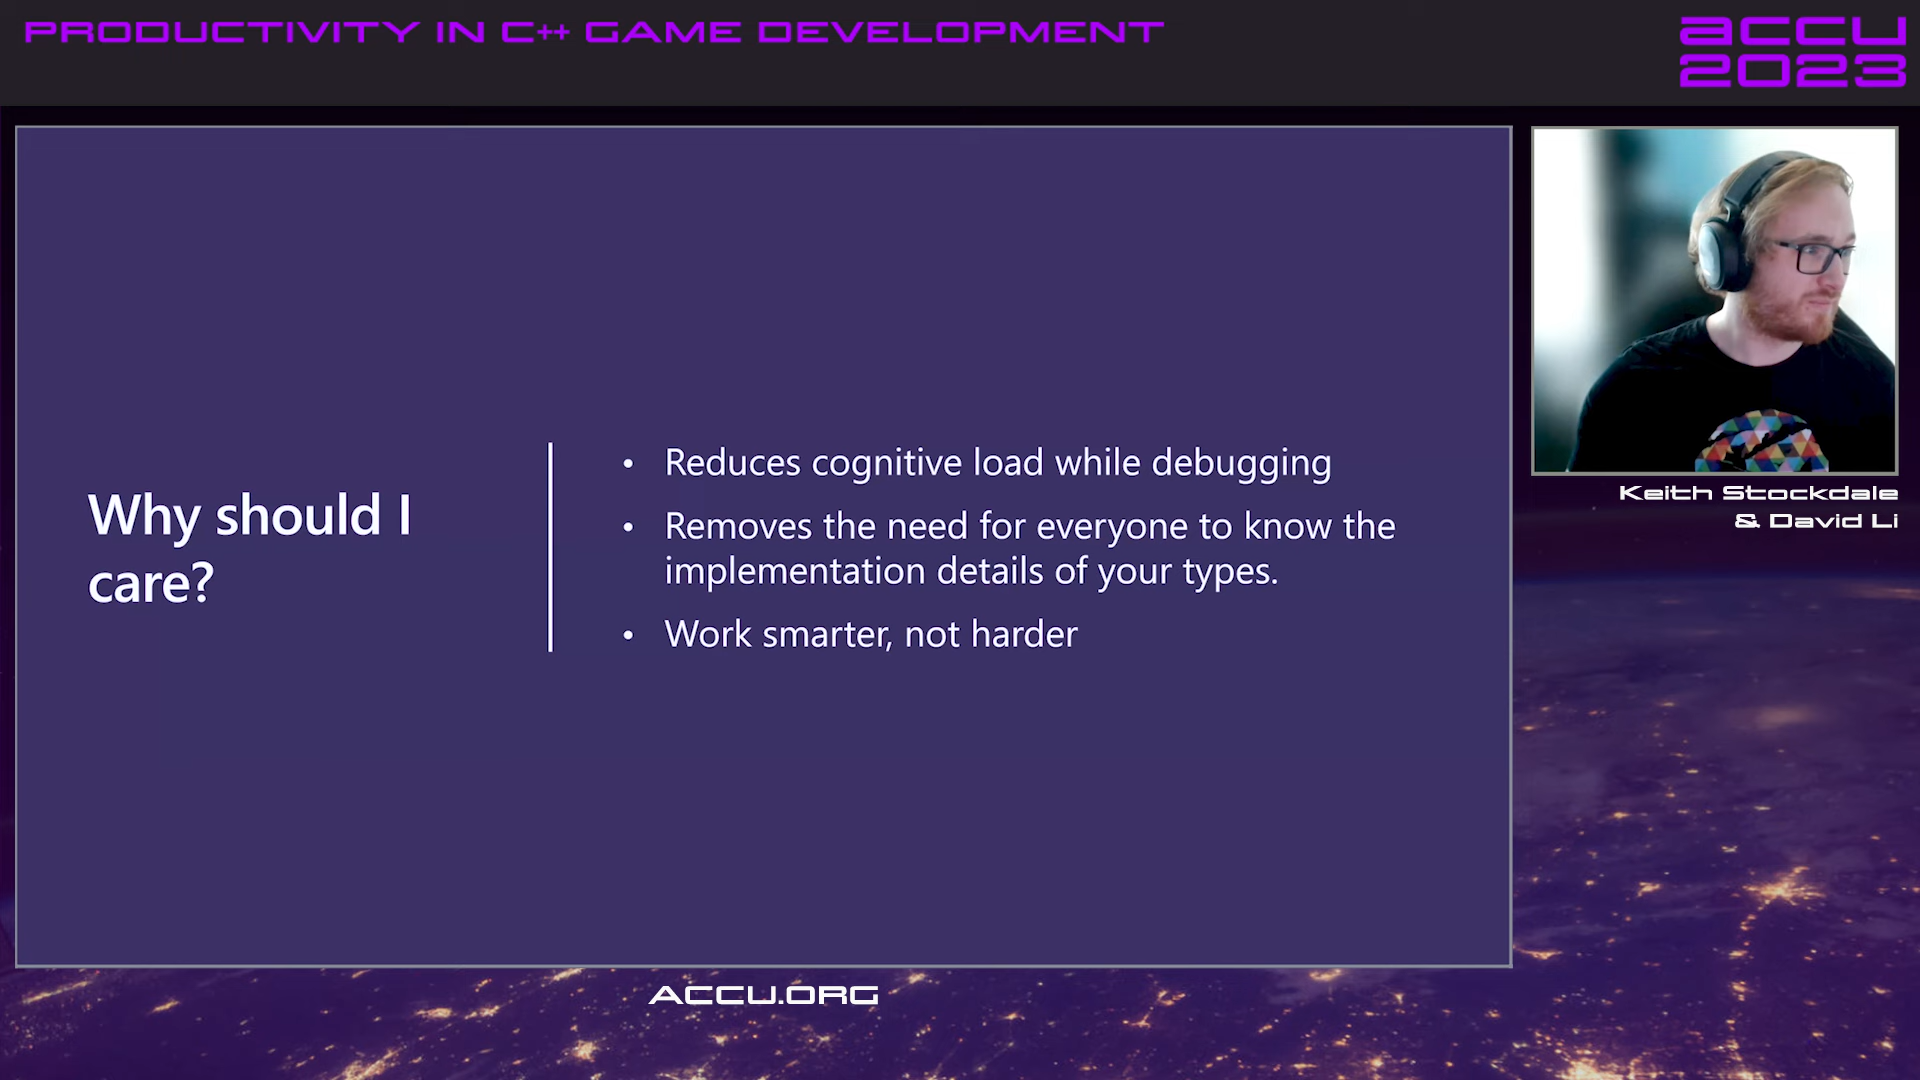 PRODUCTIVITY IN C++ GAME DEVELOPMENT
accu
2023
Why should I
care?
• Reduces cognitive load while debugging
• Removes the need for everyone to know the
implementation details of your types.
• Work smarter, not harder
Keith Stockdale
& David Li
ACCU.ORG